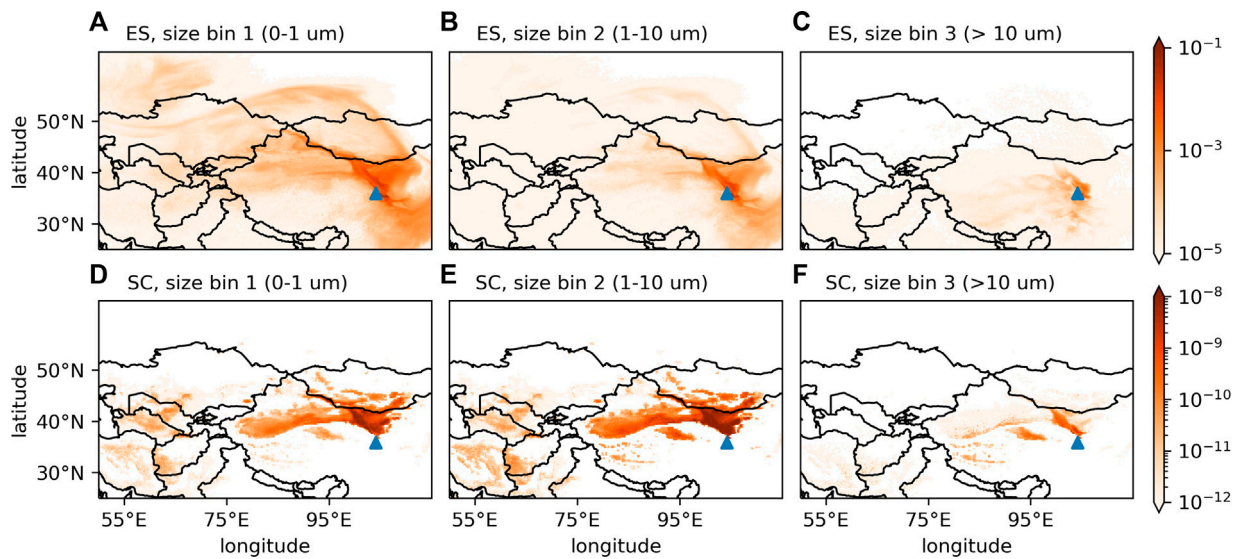 A ES, size bin 1 (0-1 um)
B ES, size bin 2 (1-10 um)
C ES, size bin 3 (> 10 um)
latitude
50°N
40°N
30°N
10⁻¹
10⁻³
10⁻⁵
D SC, size bin 1 (0-1 um)
E SC, size bin 2 (1-10 um)
F SC, size bin 3 (>10 um)
latitude
50°N
40°N
30°N
10⁻⁸
10⁻⁹
10⁻¹⁰
10⁻¹¹
10⁻¹²
55°E 75°E 95°E
55°E 75°E 95°E
55°E 75°E 95°E
longitude
longitude
longitude